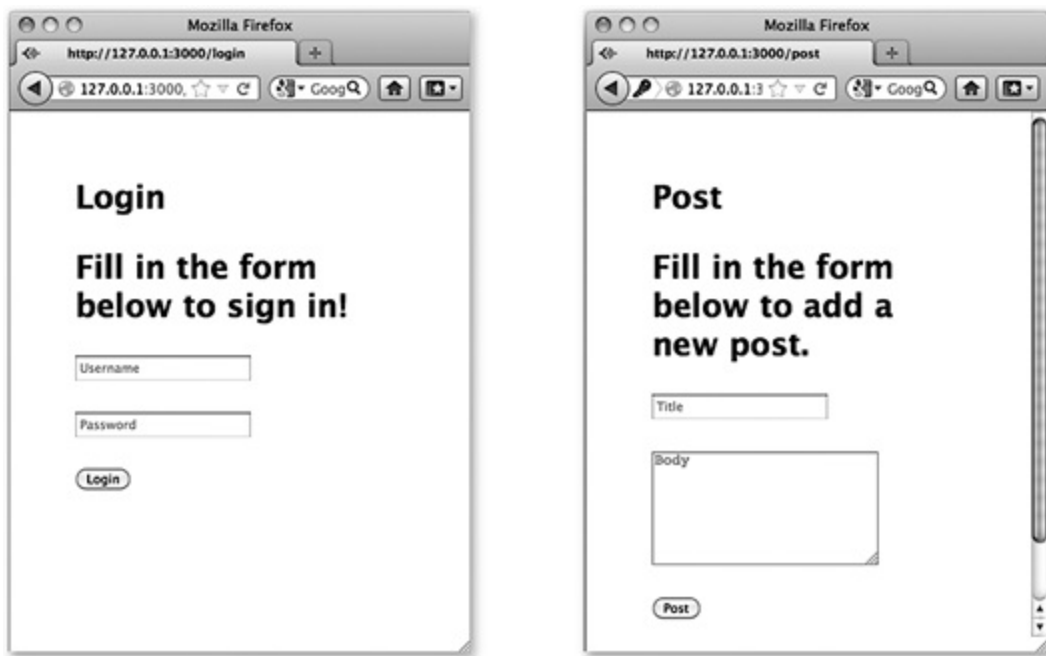 Mozilla Firefox
http://127.0.0.1:3000/login
127.0.0.1:3000,
Goog
Login
Fill in the form
below to sign in!
Username
Password
Login
Mozilla Firefox
http://127.0.0.1:3000/post
127.0.0.1:3
Goog
Post
Fill in the form
below to add a
new post.
Title
Body
Post